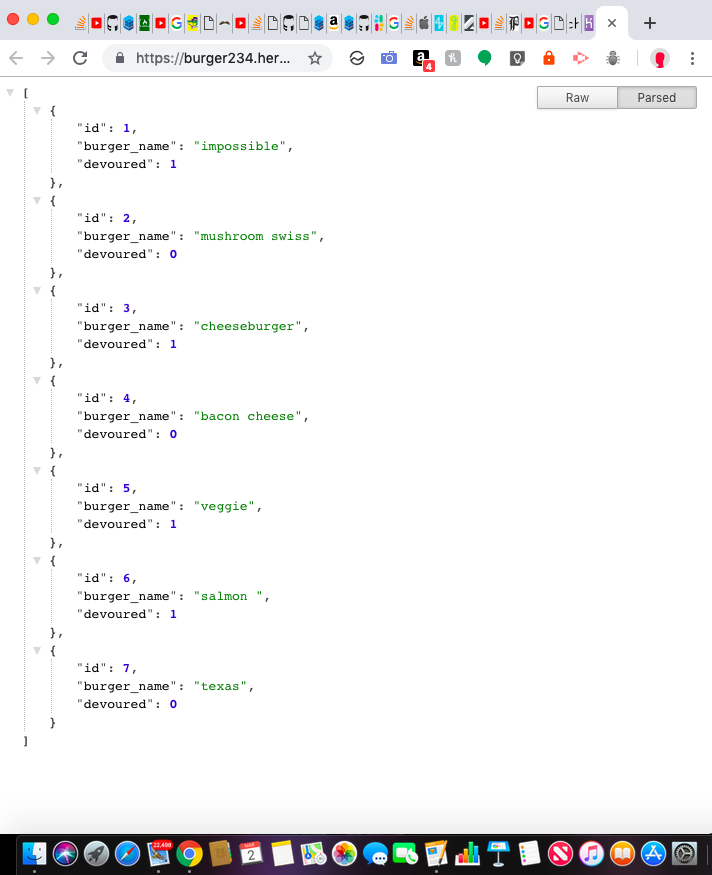 https://burger234.her...
4
Raw
Parsed
[
{
"id": 1,
"burger_name": "impossible",
"devoured": 1
},
{
"id": 2,
"burger_name": "mushroom swiss",
"devoured": 0
},
{
"id": 3,
"burger_name": "cheeseburger",
"devoured": 1
},
{
"id": 4,
"burger_name": "bacon cheese",
"devoured": 0
},
{
"id": 5,
"burger_name": "veggie",
"devoured": 1
},
{
"id": 6,
"burger_name": "salmon ",
"devoured": 1
},
{
"id": 7,
"burger_name": "texas",
"devoured": 0
}
]
22,498
2